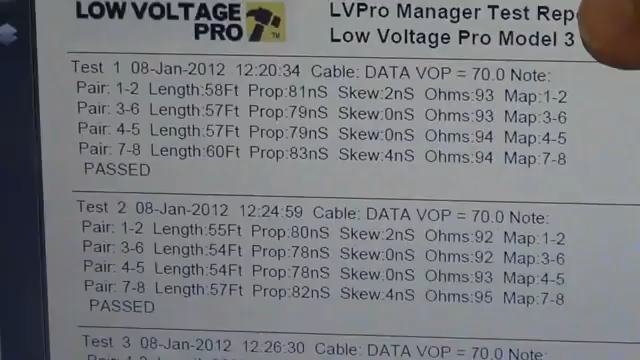 LOW VOLTAGE PRO TM
LVPro Manager Test
Low Voltage Pro Model 3
Test 1 08-Jan-2012 12:20:34 Cable: DATA VOP = 70.0 Note:
Pair: 1-2 Length:58Ft Prop:81nS Skew:2nS Ohms:93 Map:1-2
Pair: 3-6 Length:57Ft Prop:79nS Skew:0nS Ohms:93 Map:3-6
Pair: 4-5 Length:57Ft Prop:79nS Skew:0nS Ohms:94 Map:4-5
Pair: 7-8 Length:60Ft Prop:83nS Skew:4nS Ohms:94 Map:7-8
PASSED
Test 2 08-Jan-2012 12:24:59 Cable: DATA VOP = 70.0 Note:
Pair: 1-2 Length:55Ft Prop:80nS Skew:2nS Ohms:92 Map:1-2
Pair: 3-6 Length:54Ft Prop:78nS Skew:0nS Ohms:92 Map:3-6
Pair: 4-5 Length:54Ft Prop:78nS Skew:0nS Ohms:93 Map:4-5
Pair: 7-8 Length:57Ft Prop:82nS Skew:4nS Ohms:95 Map:7-8
PASSED
Test 3 08-Jan-2012 12:26:30 Cable: DATA VOP = 70.0 Note: